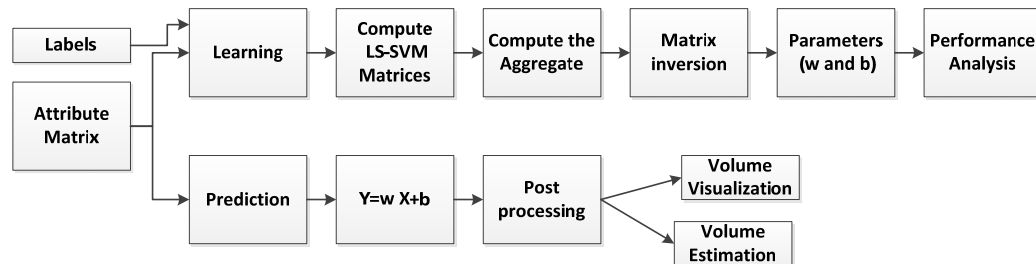 Labels
Attribute
Matrix
Learning
Compute
LS-SVM
Matrices
Compute the
Aggregate
Matrix
inversion
Parameters
(w and b)
Performance
Analysis
Prediction
Y=w X+b
Post
processing
Volume
Visualization
Volume
Estimation